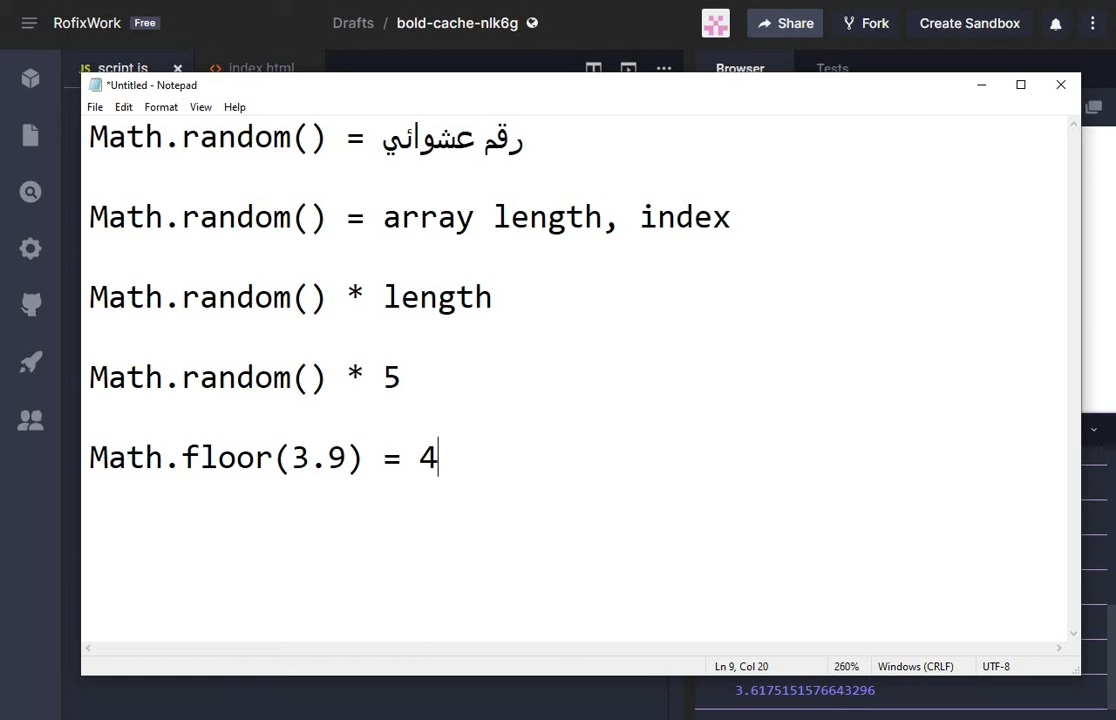 RofixWork Free Drafts / bold-cache-nlk6g Share Fork Create Sandbox
JS script.js index.html Browser Tests
*Untitled - Notepad
File Edit Format View Help
Math.random() = رقم عشوائي
Math.random() = array length, index
Math.random() * length
Math.random() * 5
Math.floor(3.9) = 4
Ln 9, Col 20 260% Windows (CRLF) UTF-8
3.6175151576643296